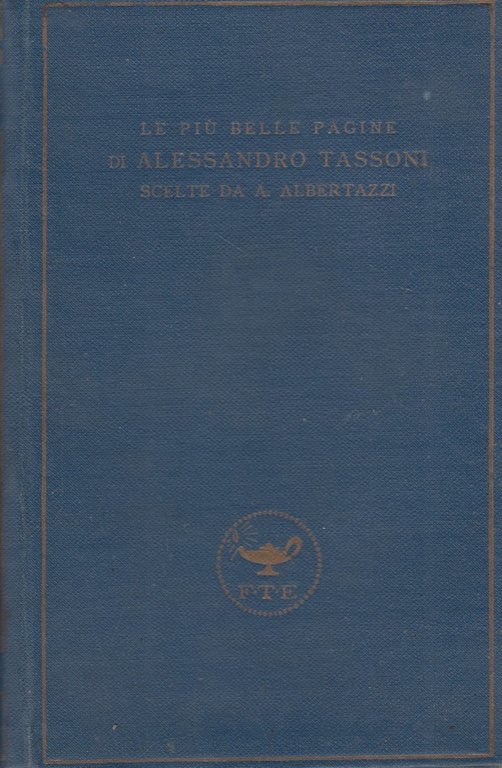 LE PIÙ BELLE PAGINE
DI ALESSANDRO TASSONI
SCELTE DA A. ALBERTAZZI
F·T·E